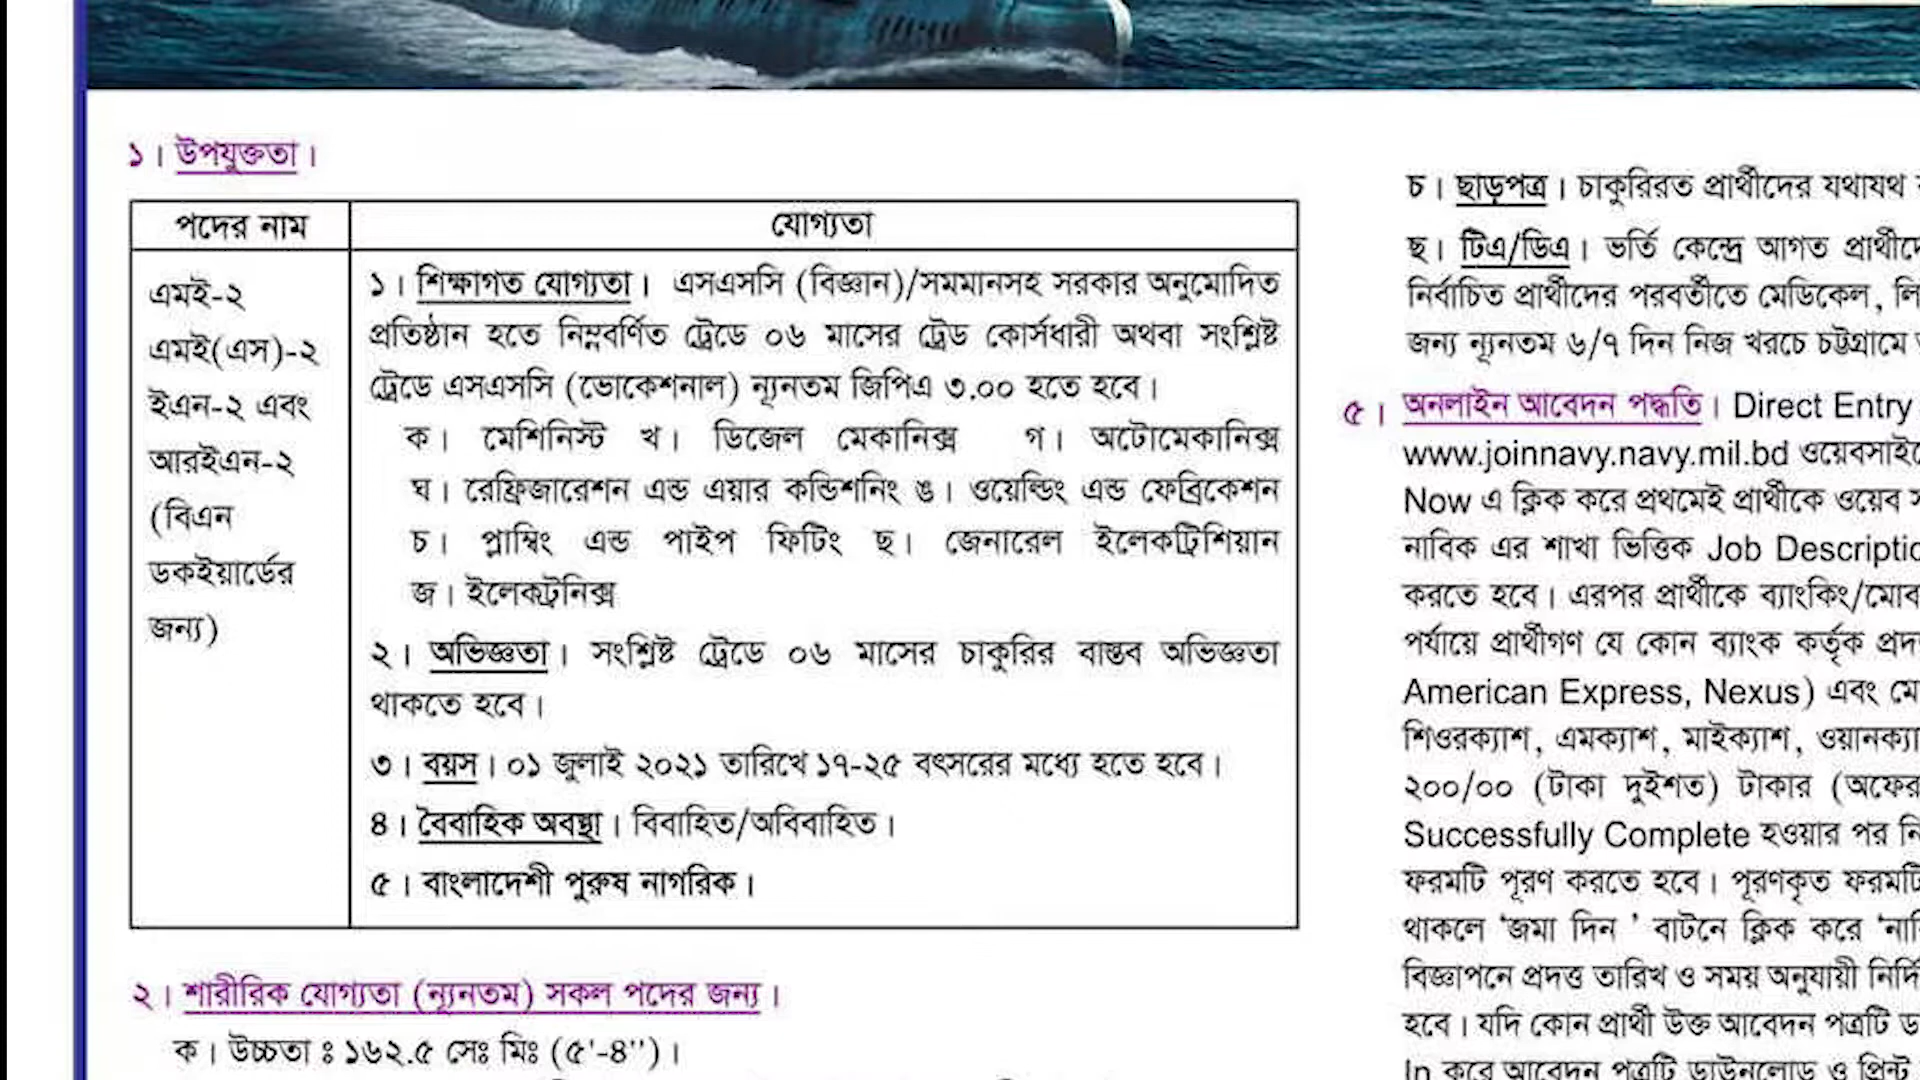 ১। উপযুক্ততা।
পদের নাম
যোগ্যতা
এমই-২
এমই(এস)-২
ইএন-২ এবং
আরইএন-২
(বিএন
ডকইয়ার্ডের
জন্য)
১। শিক্ষাগত যোগ্যতা। এসএসসি (বিজ্ঞান)/সমমানসহ সরকার অনুমোদিত
প্রতিষ্ঠান হতে নিম্নবর্ণিত ট্রেডে ০৬ মাসের ট্রেড কোর্সধারী অথবা সংশ্লিষ্ট
ট্রেডে এসএসসি (ভোকেশনাল) ন্যূনতম জিপিএ ৩.০০ হতে হবে।
ক। মেশিনিস্ট খ। ডিজেল মেকানিক্স গ। অটোমেকানিক্স
ঘ। রেফ্রিজারেশন এন্ড এয়ার কন্ডিশনিং ঙ। ওয়েল্ডিং এন্ড ফেব্রিকেশন
চ। প্লাম্বিং এন্ড পাইপ ফিটিং ছ। জেনারেল ইলেকট্রিশিয়ান
জ। ইলেকট্রনিক্স
২। অভিজ্ঞতা। সংশ্লিষ্ট ট্রেডে ০৬ মাসের চাকুরির বাস্তব অভিজ্ঞতা
থাকতে হবে।
৩। বয়স। ০১ জুলাই ২০২১ তারিখে ১৭-২৫ বৎসরের মধ্যে হতে হবে।
৪। বৈবাহিক অবস্থা। বিবাহিত/অবিবাহিত।
৫। বাংলাদেশী পুরুষ নাগরিক।
২। শারীরিক যোগ্যতা (ন্যূনতম) সকল পদের জন্য।
ক। উচ্চতা ঃ ১৬২.৫ সেঃ মিঃ (৫'-৪'')।
চ। ছাড়পত্র। চাকুরিরত প্রার্থীদের যথাযথ
ছ। টিএ/ডিএ। ভর্তি কেন্দ্রে আগত
নির্বাচিত প্রার্থীদের পরবর্তীতে মেডিকেল,
জন্য ন্যূনতম ৬/৭ দিন নিজ খরচে চট্টগ্রামে
৫। অনলাইন আবেদন পদ্ধতি। Direct Entry
www.joinnavy.navy.mil.bd
Now এ ক্লিক করে প্রথমেই প্রার্থীকে ওয়েব
নাবিক এর শাখা ভিত্তিক Job
করতে হবে। এরপর প্রার্থীকে
পর্যায়ে প্রার্থীগণ যে কোন ব্যাংক কর্তৃক
American Express, Nexus) এবং
শিওরক্যাশ, এমক্যাশ, মাইক্যাশ,
২০০/০০ (টাকা দুইশত) টাকার
Successfully Complete হওয়ার পর
ফরমটি পূরণ করতে হবে। পূরণকৃত
থাকলে 'জমা দিন ' বাটনে ক্লিক করে
বিজ্ঞাপনে প্রদত্ত তারিখ ও সময় অনুযায়ী
হবে। যদি কোন প্রার্থী উক্ত আবেদন পত্রটি
In করে আবেদন পত্রটি ডাউনলোড ও প্রিন্ট